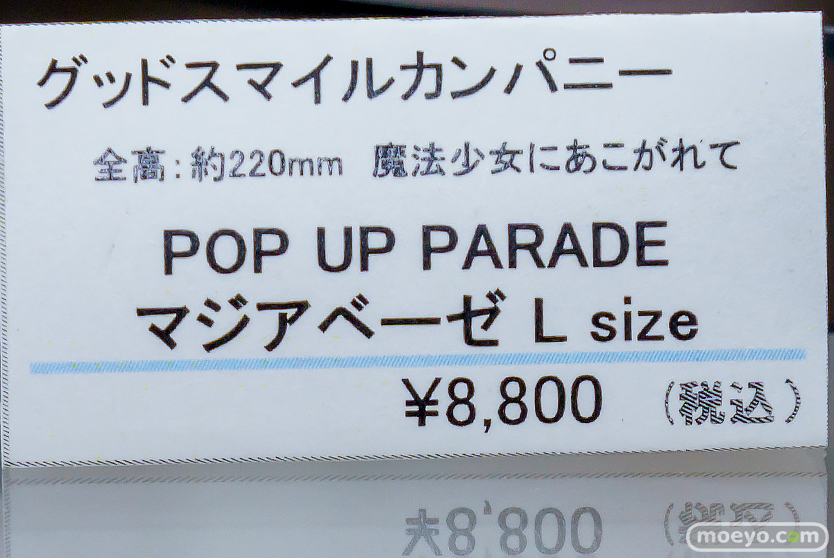 グッドスマイルカンパニー
全高：約220mm 魔法少女にあこがれて
POP UP PARADE
マジアベーゼ L size
¥8,800 （税込）
moeyo.com